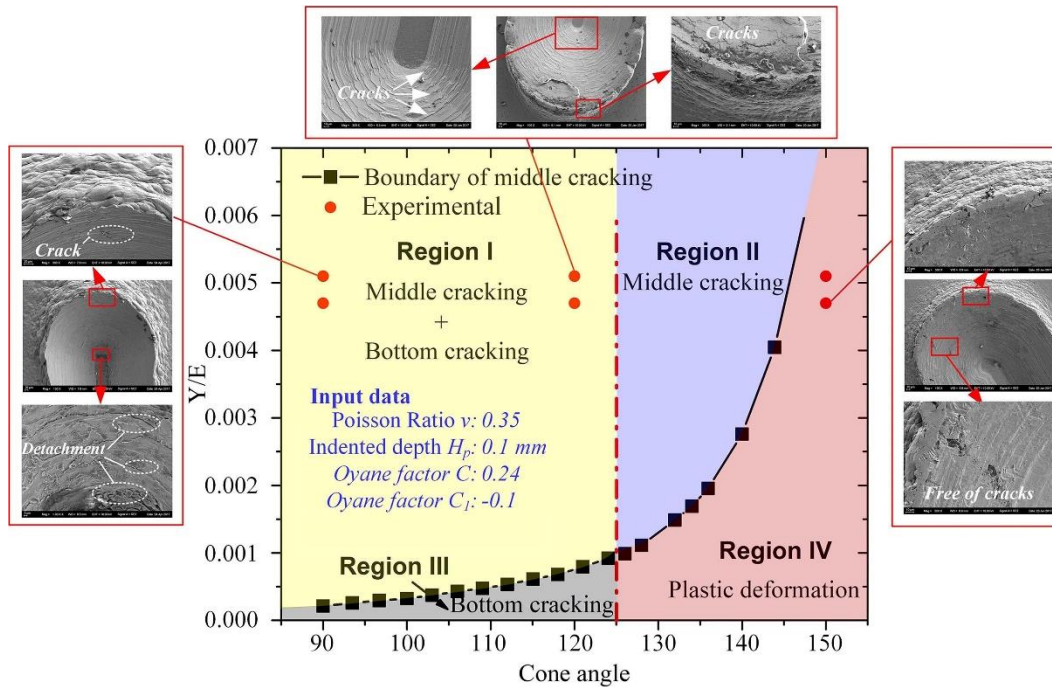 Cracks
Cracks
Crack
Detachment
Free of cracks
Boundary of middle cracking
Experimental
Region I
Middle cracking
+
Bottom cracking
Region II
Middle cracking
Input data
Poisson Ratio v: 0.35
Indented depth Hp: 0.1 mm
Oyane factor C: 0.24
Oyane factor C1: -0.1
Region III
Bottom cracking
Region IV
Plastic deformation
0.007
0.006
0.005
0.004
0.003
0.002
0.001
0.000
Y/E
90 100 110 120 130 140 150
Cone angle